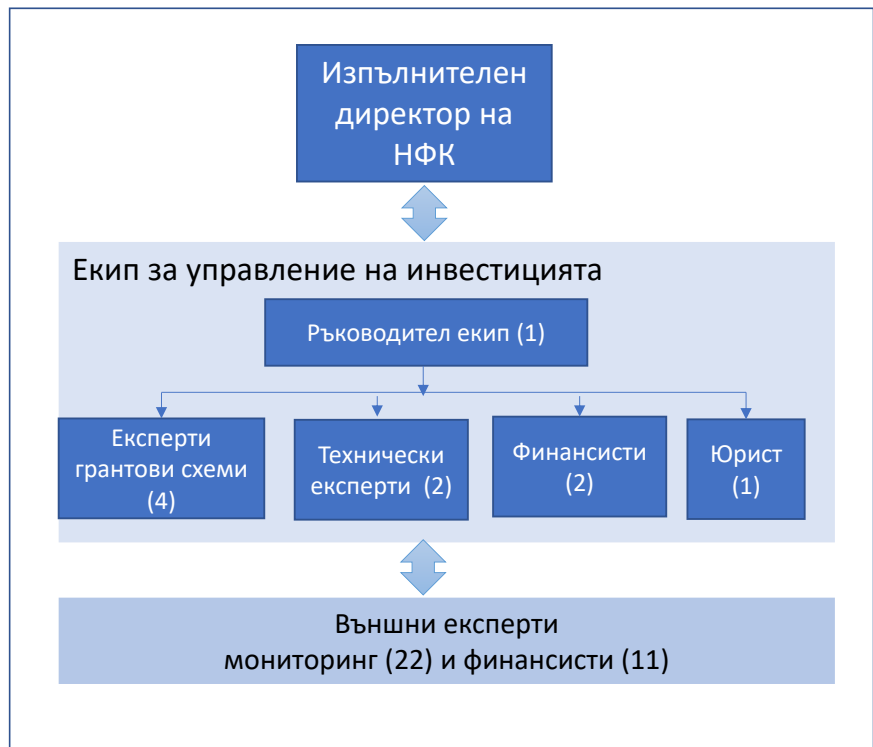 Изпълнителен
директор на
НФК
Екип за управление на инвестицията
Ръководител екип (1)
Експерти
грантови схеми
(4)
Технически
експерти (2)
Финансисти
(2)
Юрист
(1)
Външни експерти
мониторинг (22) и финансисти (11)